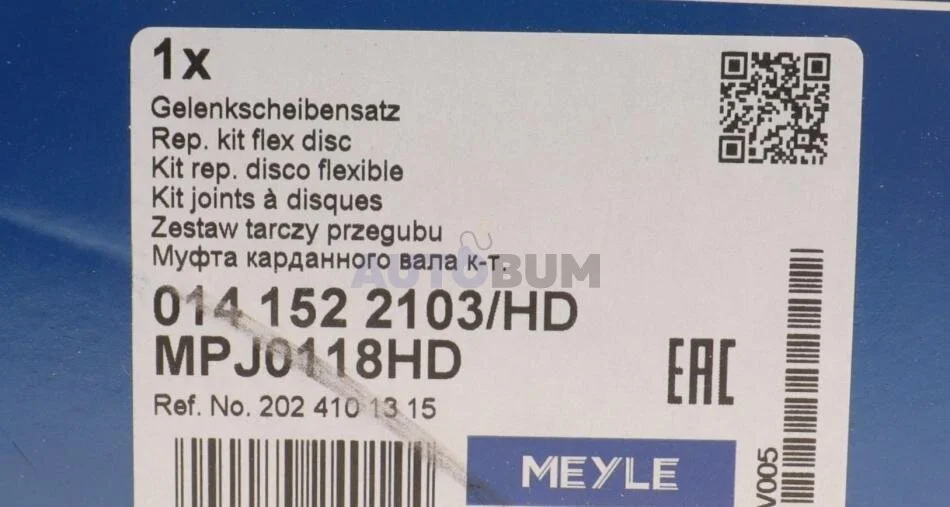 1x
Gelenkscheibensatz
Rep. kit flex disc
Kit rep. disco flexible
Kit joints à disques
Zestaw tarczy przegubu
Муфта карданного вала к-т.
AUTOBUM
014 152 2103/HD
MPJ0118HD
EAC
Ref. No. 202 410 13 15
MEYLE
V005